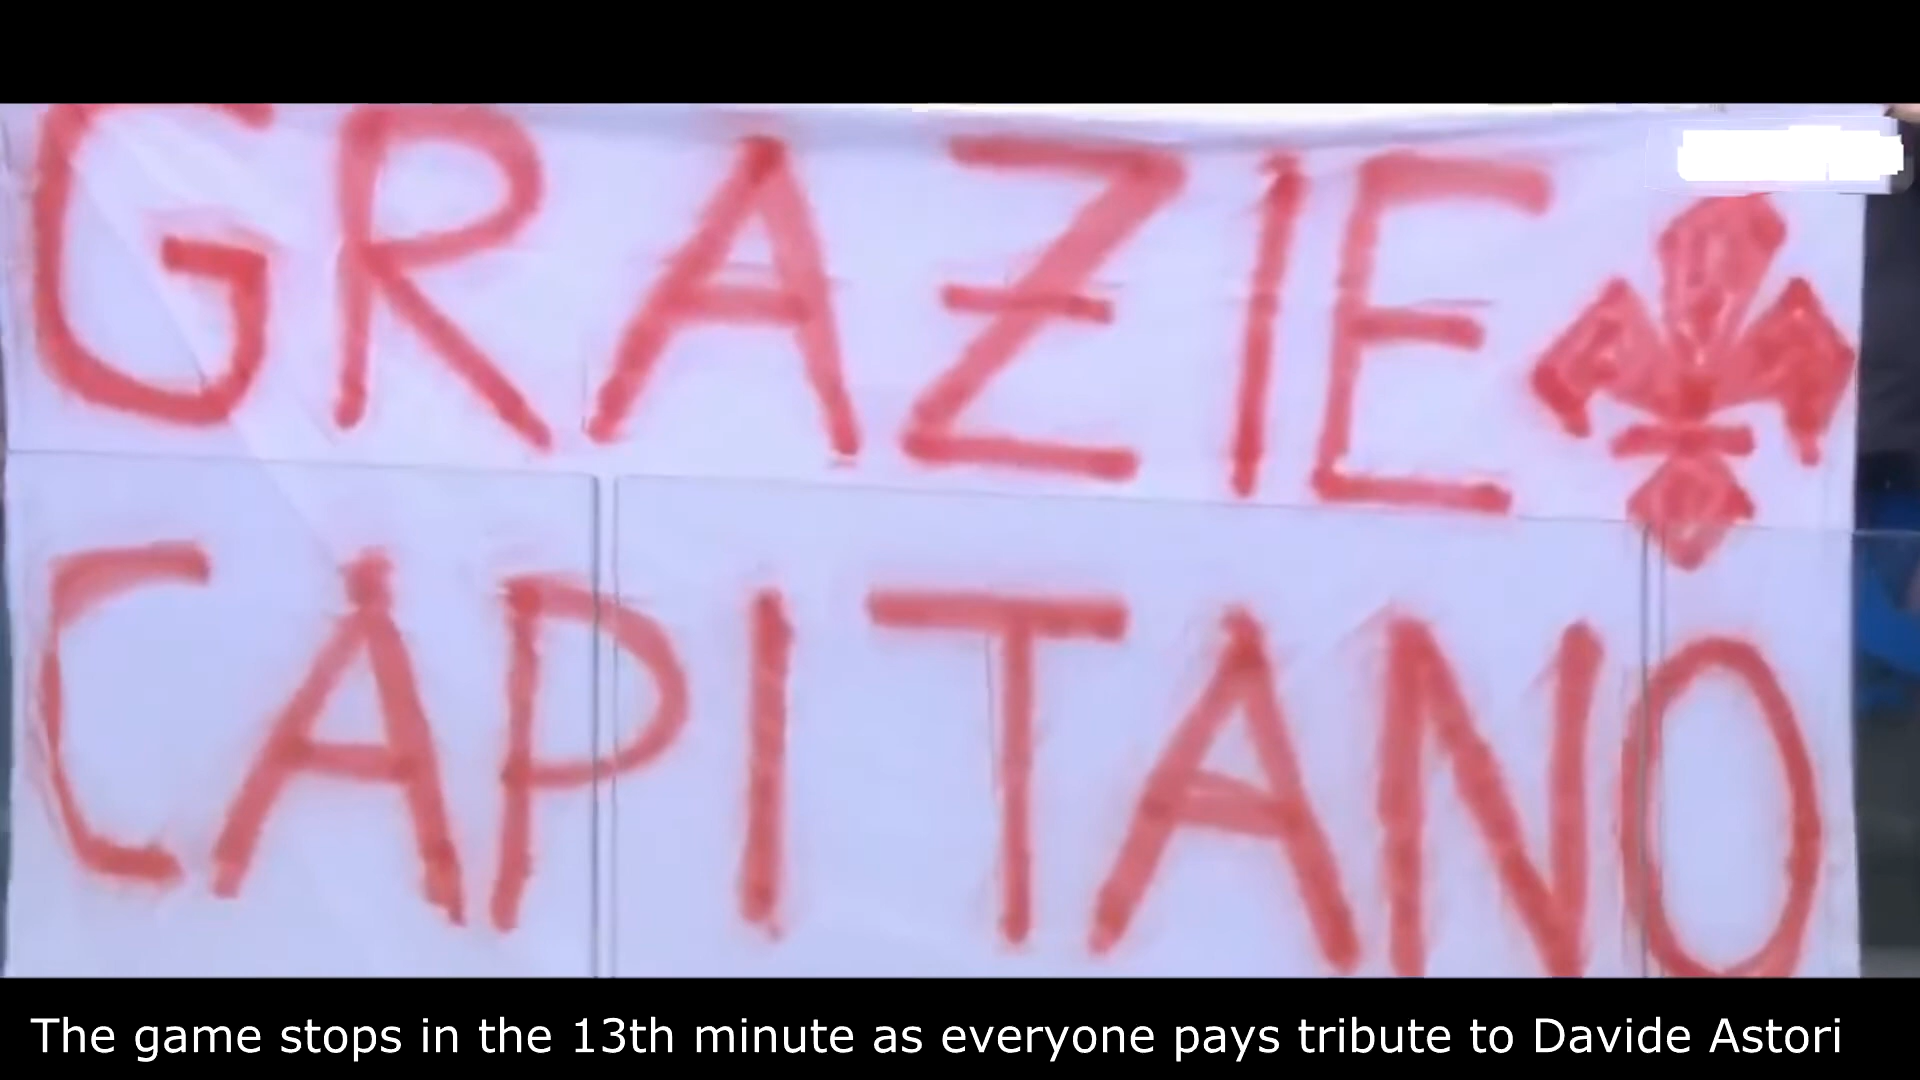 GRAZIE
CAPITANO
The game stops in the 13th minute as everyone pays tribute to Davide Astori